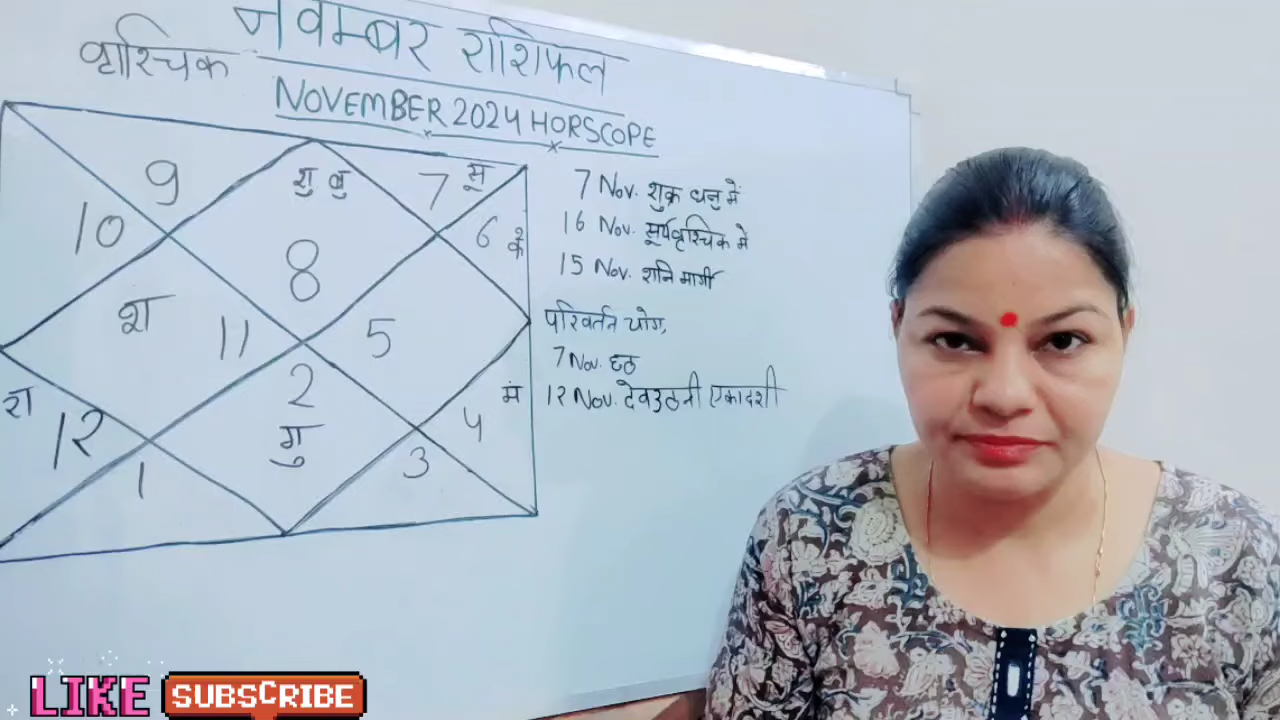 नवम्बर राशिफल
वृश्चिक
NOVEMBER 2024 HORSCOPE
9
शु बु
7 सू
10
6 के
8
श
11
5
2
रा
12
गु
मं
4
1
3
7 Nov. शुक्र धनु में
16 Nov. सूर्य वृश्चिक में
15 Nov. शनि मार्गी
परिवर्तन योग,
7 Nov. छठ
12 Nov. देवउठनी एकादशी
LIKE SUBSCRIBE